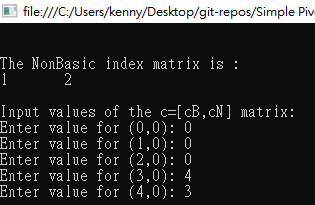 file:///C:/Users/kenny/Desktop/git-repos/Simple Piv
The NonBasic index matrix is :
1 2
Input values of the c=[cB,cN] matrix:
Enter value for (0,0): 0
Enter value for (1,0): 0
Enter value for (2,0): 0
Enter value for (3,0): 4
Enter value for (4,0): 3